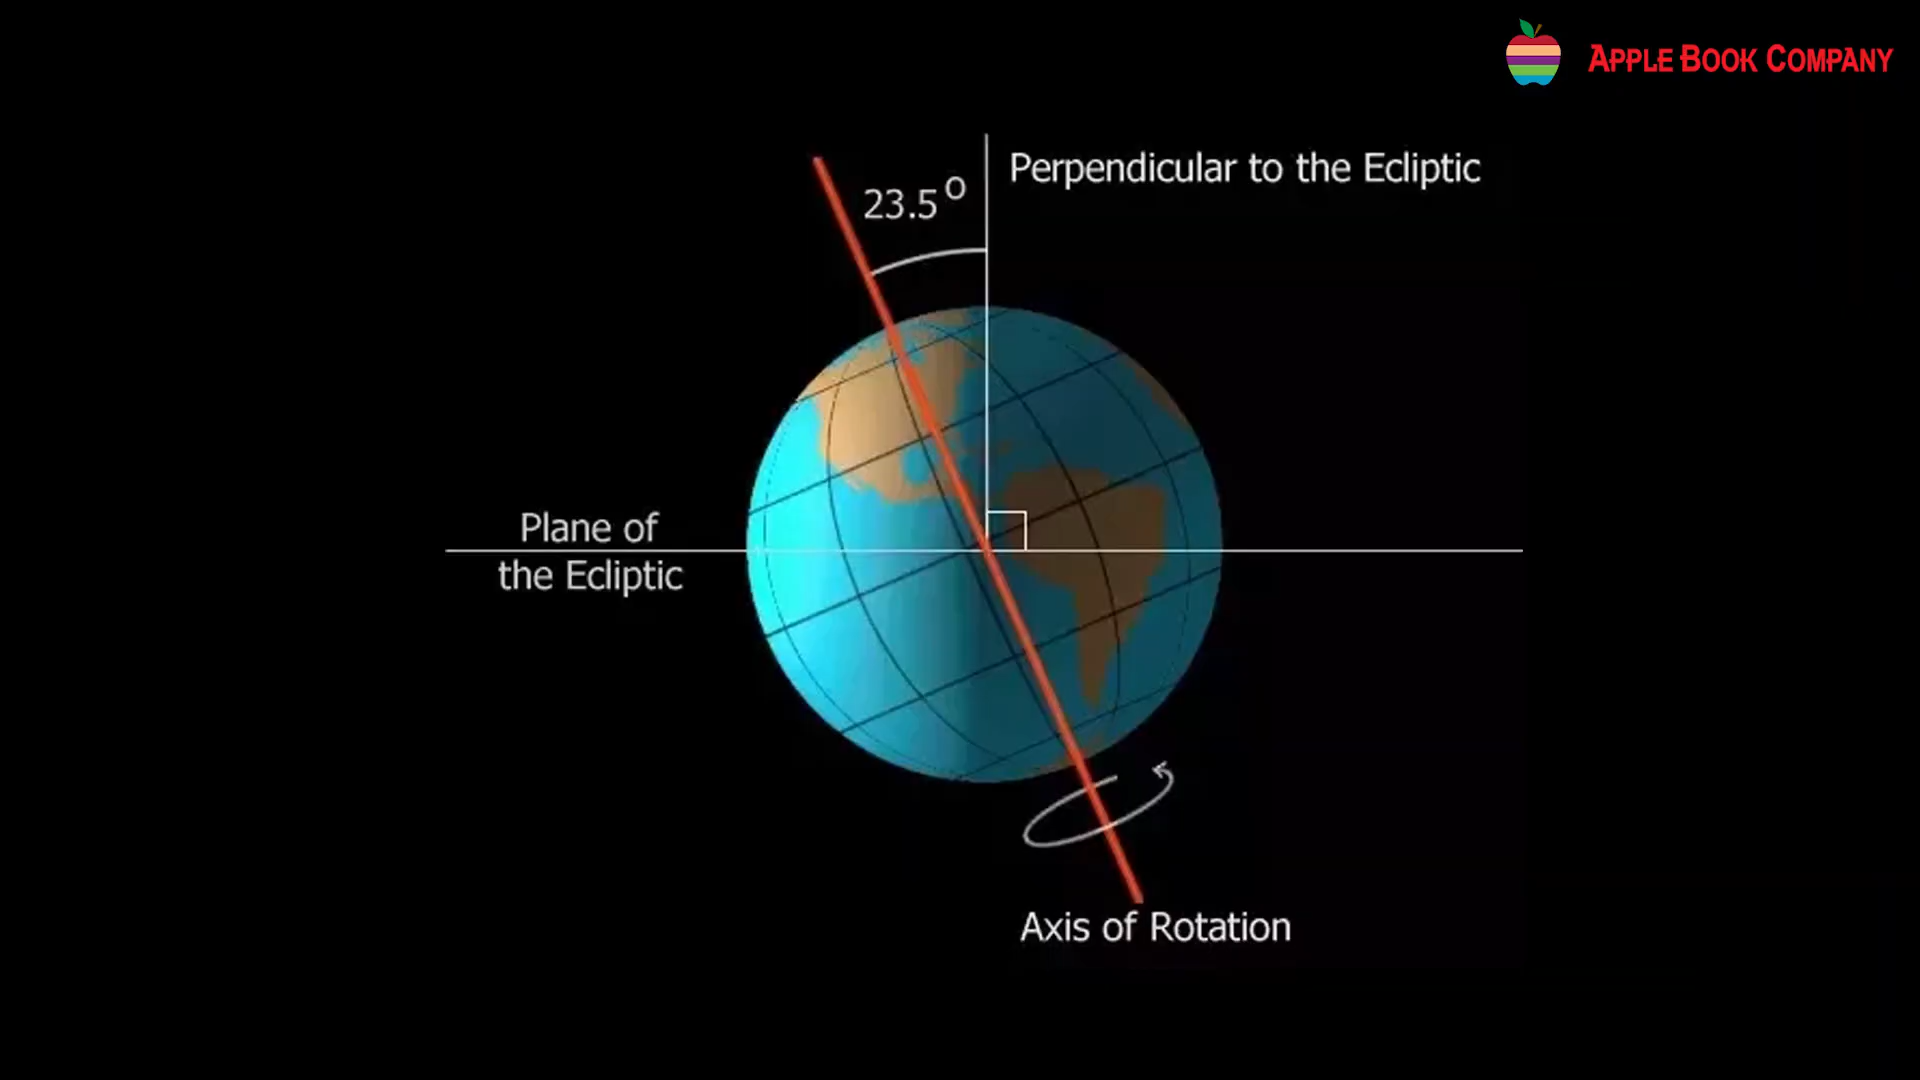 APPLE BOOK COMPANY
Perpendicular to the Ecliptic
23.5°
Plane of
the Ecliptic
Axis of Rotation